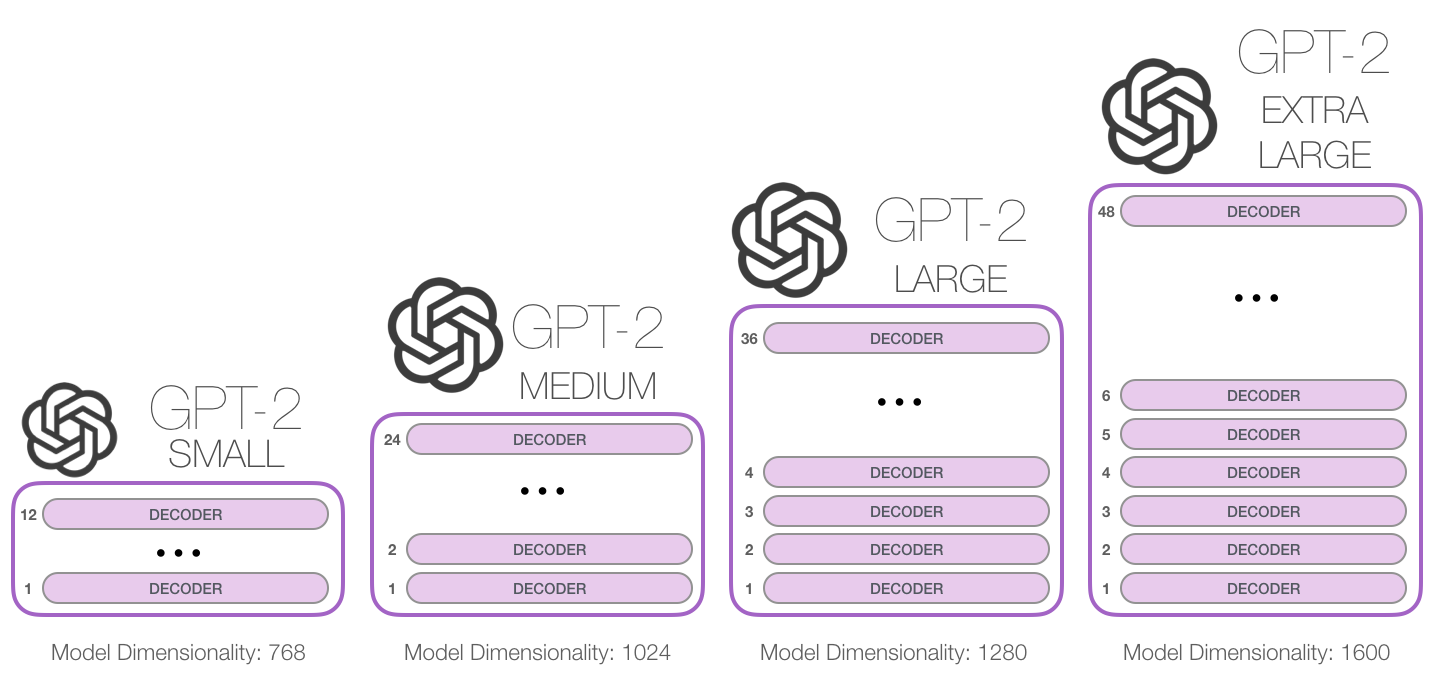 GPT-2
SMALL
12 DECODER
1 DECODER
Model Dimensionality: 768
GPT-2
MEDIUM
24 DECODER
2 DECODER
1 DECODER
Model Dimensionality: 1024
GPT-2
LARGE
36 DECODER
4 DECODER
3 DECODER
2 DECODER
1 DECODER
Model Dimensionality: 1280
GPT-2
EXTRA
LARGE
48 DECODER
6 DECODER
5 DECODER
4 DECODER
3 DECODER
2 DECODER
1 DECODER
Model Dimensionality: 1600